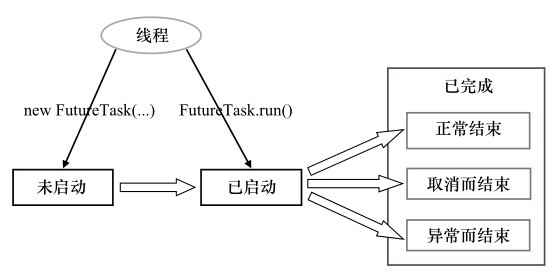 线程
new FutureTask(...)
FutureTask.run()
已完成
正常结束
未启动
已启动
取消而结束
异常而结束